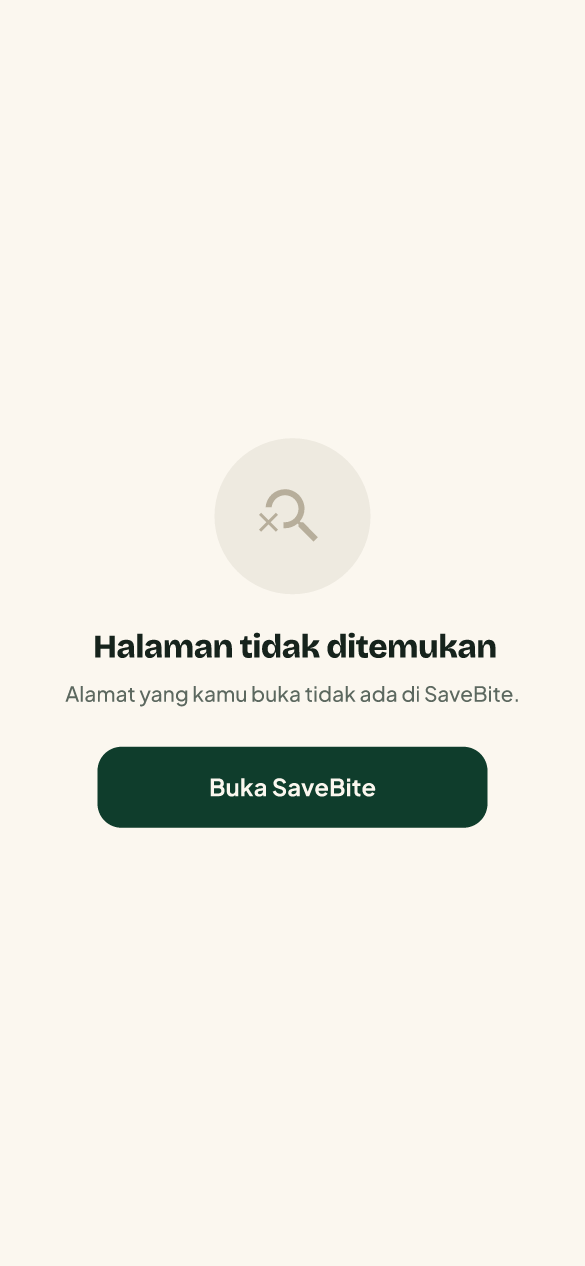 Halaman tidak ditemukan
Alamat yang kamu buka tidak ada di SaveBite.
Buka SaveBite